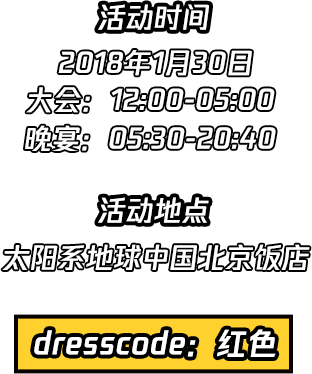 活动时间
2018年1月30日
大会：12:00-05:00
晚宴：05:30-20:40
活动地点
太阳系地球中国北京饭店
dresscode：红色